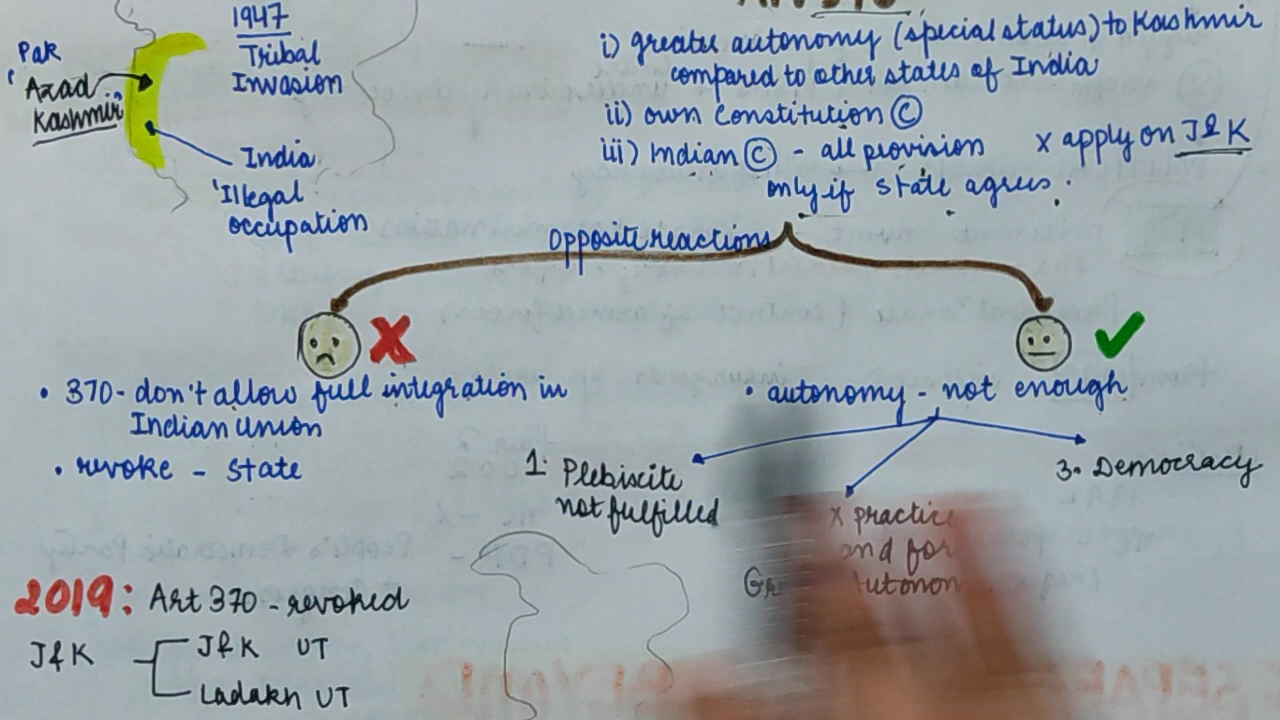 1947
Tribal
Invasion
Pak
'Azad
Kashmir'
India
'Illegal
occupation
i) greater autonomy (special status) to Kashmir
compared to other states of India
ii) own constitution ©
iii) Indian © - all provision x apply on J&K
only if state agrees.
Opposite reactions
• 370 - don't allow full integration in
Indian Union
• revoke - state
• autonomy - not enough
1. Plebiscite
not fulfilled
x practice
and for
3. Democracy
2019: Art 370 - revoked
J&K
J&K UT
Ladakh UT